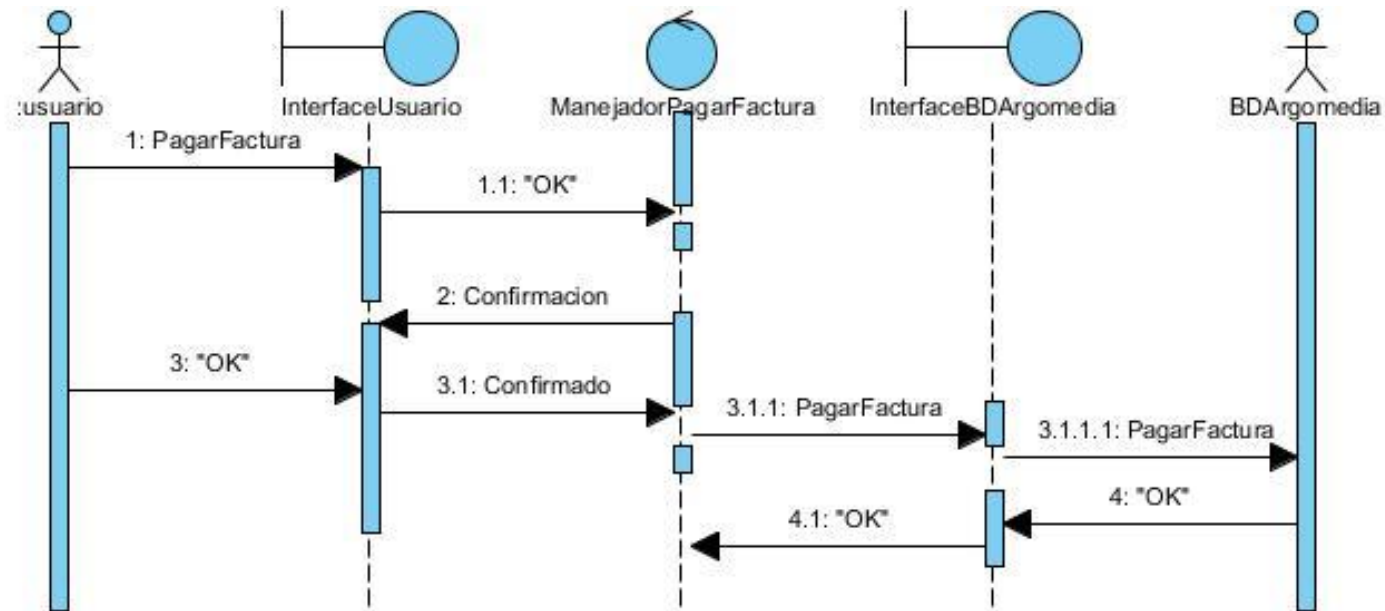 :usuario
InterfaceUsuario
ManejadorPagarFactura
InterfaceBDArgomedia
BDArgomedia
1: PagarFactura
1.1: "OK"
2: Confirmacion
3: "OK"
3.1: Confirmado
3.1.1: PagarFactura
3.1.1.1: PagarFactura
4: "OK"
4.1: "OK"